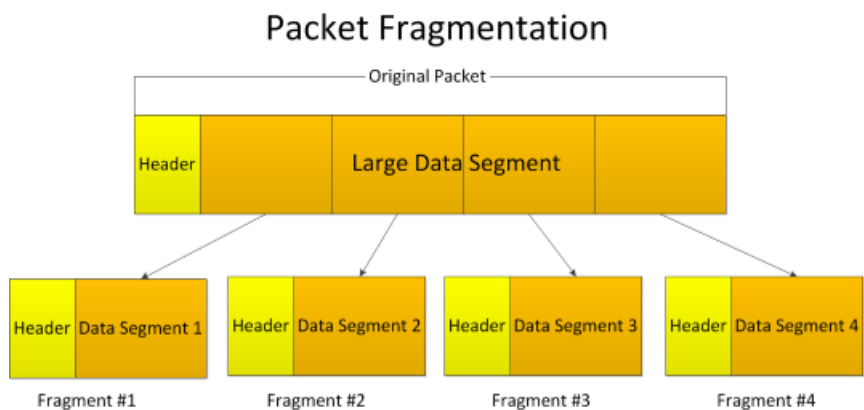 Packet Fragmentation
Original Packet
Header
Large Data Segment
Header
Data Segment 1
Header
Data Segment 2
Header
Data Segment 3
Header
Data Segment 4
Fragment #1
Fragment #2
Fragment #3
Fragment #4